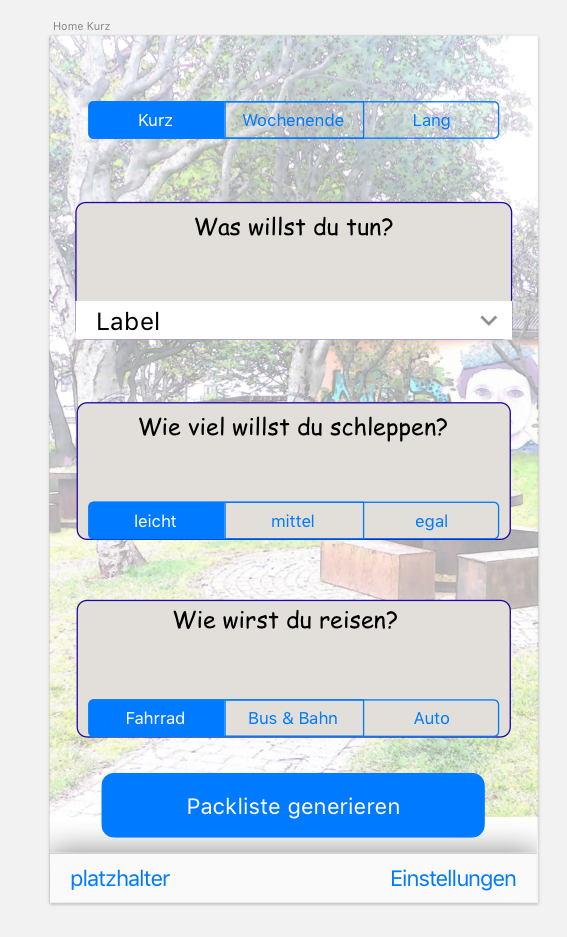 Home Kurz
Kurz Wochenende Lang
Was willst du tun?
Label
Wie viel willst du schleppen?
leicht mittel egal
Wie wirst du reisen?
Fahrrad Bus & Bahn Auto
Packliste generieren
platzhalter Einstellungen